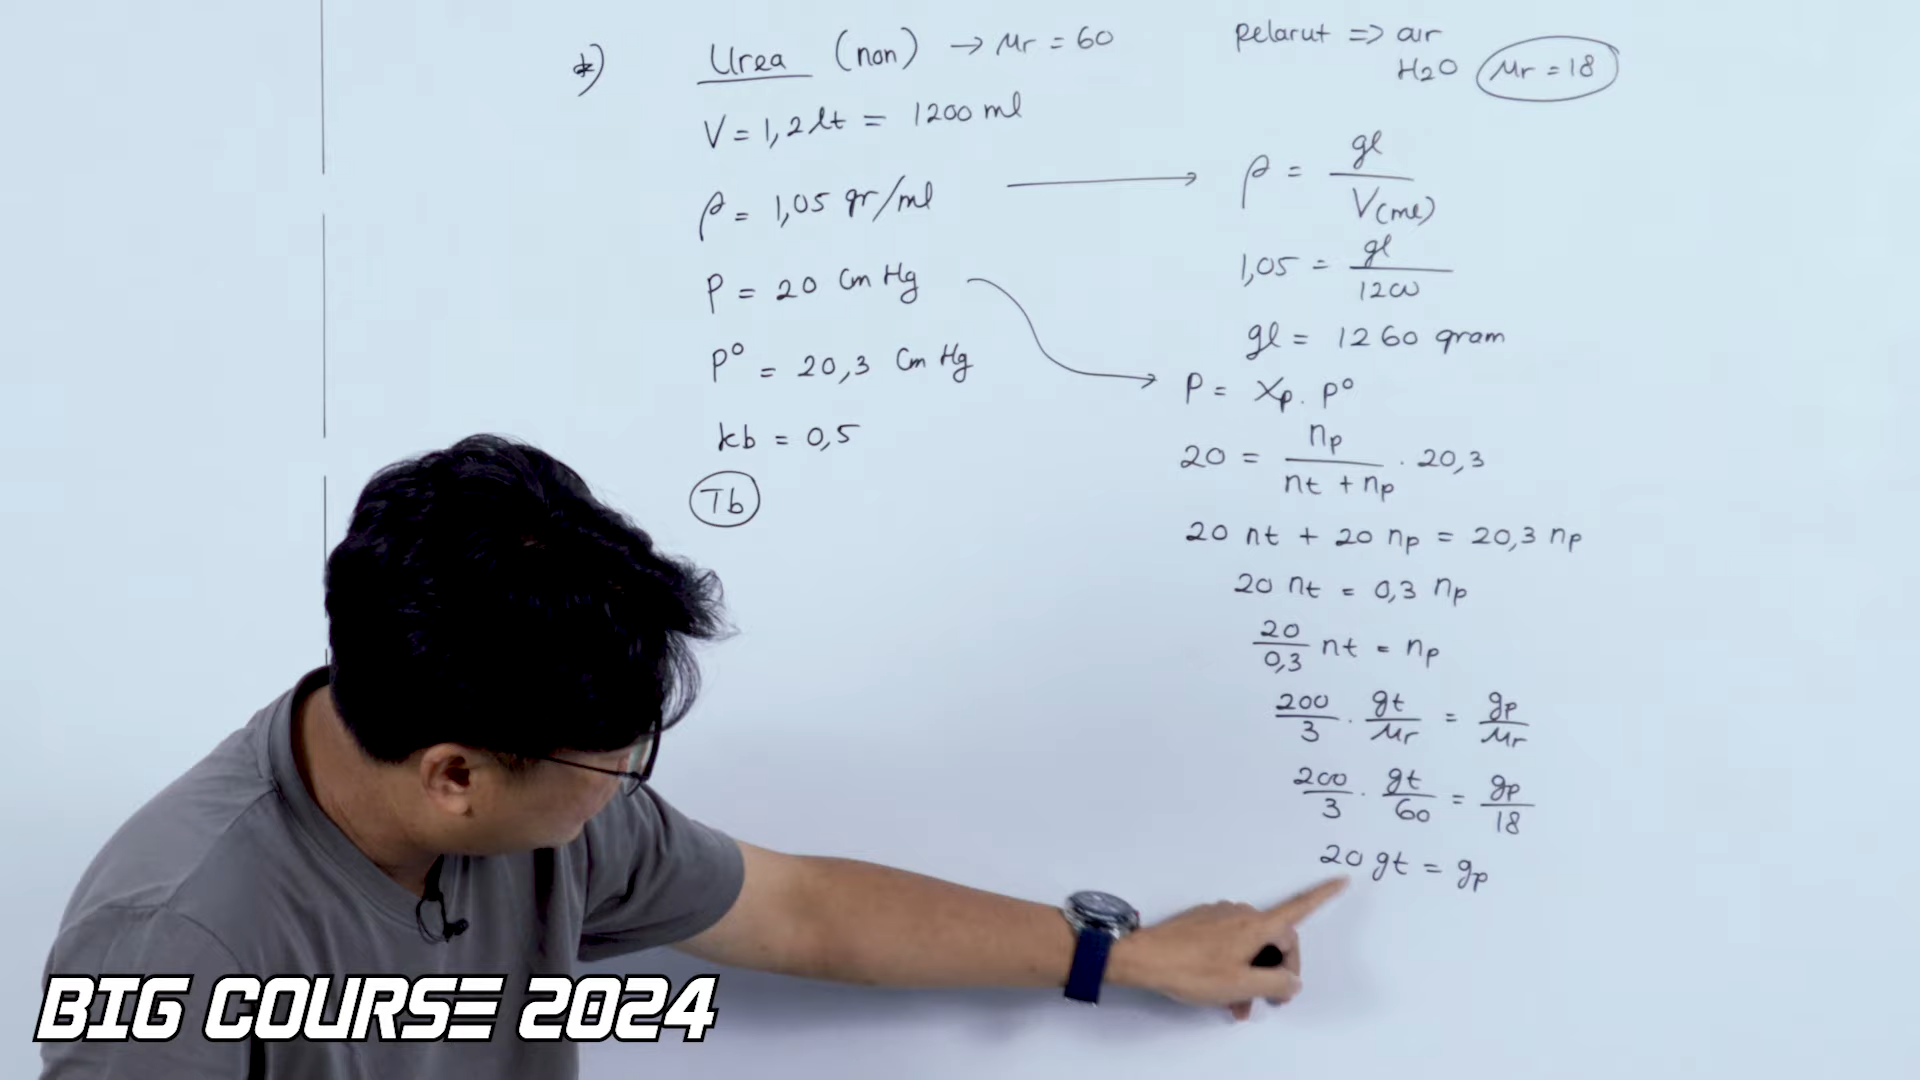 *) Urea (non) → Mr = 60
V = 1,2 lt = 1200 ml
ρ = 1,05 gr/ml
P = 20 Cm Hg
P° = 20,3 Cm Hg
kb = 0,5
Tb
pelarut => air
H2O Mr = 18
ρ = gl / V(ml)
1,05 = gl / 1200
gl = 1260 gram
P = Xp . P°
20 = np / nt + np . 20,3
20 nt + 20 np = 20,3 np
20 nt = 0,3 np
20 / 0,3 nt = np
200 / 3 . gt / Mr = gp / Mr
200 / 3 . gt / 60 = gp / 18
20 gt = gp
BIG COURSE 2024